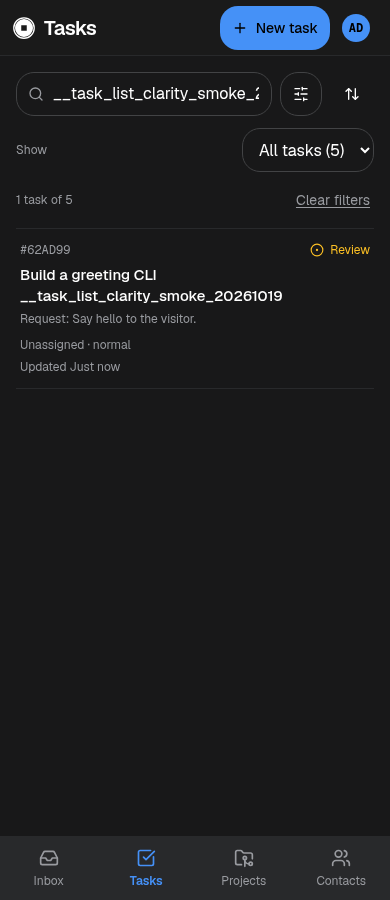 Tasks
New task
AD
__task_list_clarity_smoke_2
Show
All tasks (5)
1 task of 5
Clear filters
#62AD99
Review
Build a greeting CLI
__task_list_clarity_smoke_20261019
Request: Say hello to the visitor.
Unassigned · normal
Updated Just now
Inbox
Tasks
Projects
Contacts